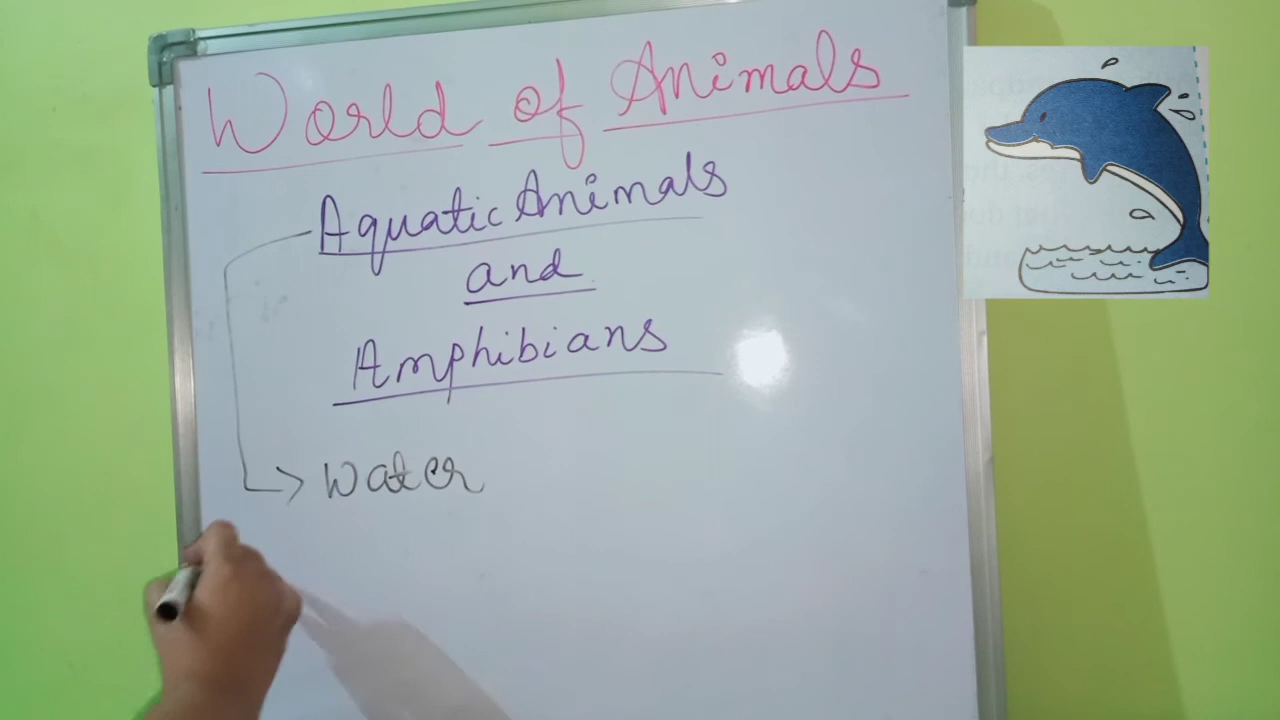 World of Animals
Aquatic Animals
and
Amphibians
Water